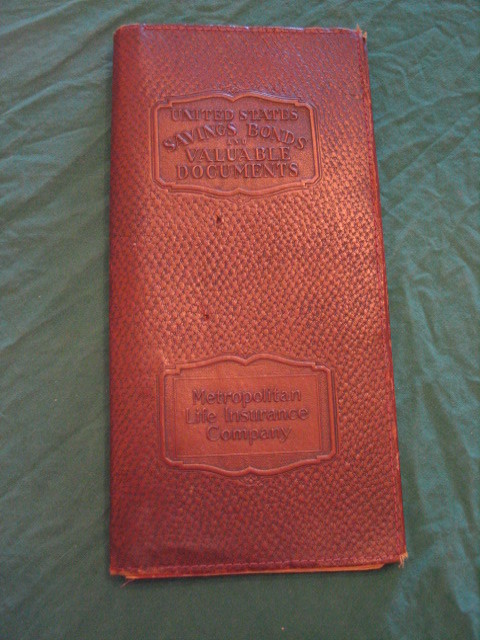 UNITED STATES
SAVINGS BONDS
AND
VALUABLE
DOCUMENTS
Metropolitan
Life Insurance
Company